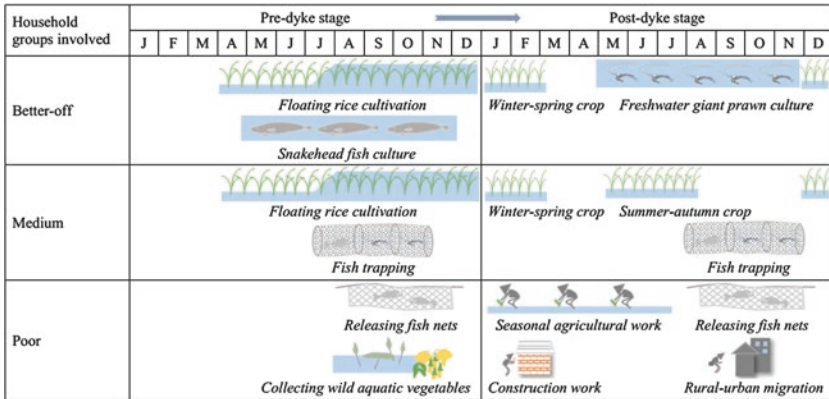 Household groups involved
Pre-dyke stage
Post-dyke stage
J F M A M J J A S O N D J F M A M J J A S O N D
Better-off
Floating rice cultivation
Winter-spring crop
Freshwater giant prawn culture
Snakehead fish culture
Medium
Floating rice cultivation
Winter-spring crop
Summer-autumn crop
Fish trapping
Fish trapping
Poor
Releasing fish nets
Seasonal agricultural work
Releasing fish nets
Collecting wild aquatic vegetables
Construction work
Rural-urban migration